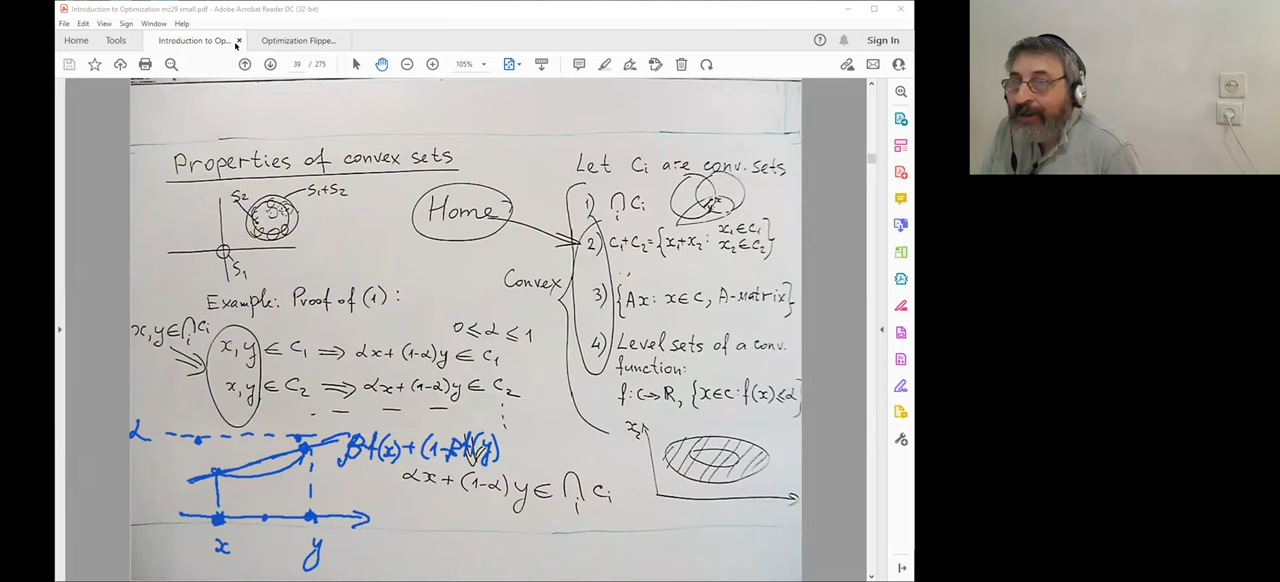 Introduction to Optimization mo29 small.pdf - Adobe Acrobat Reader DC (32-bit)
File Edit View Sign Window Help
Home Tools Introduction to Op... Optimization Flippe... Sign In
39 / 275 105%
Properties of convex sets
S2 S1+S2
S1
Home
Let Ci are conv. sets
1) ⋂i Ci
2) C1+C2={x1+x2: x1∈C1, x2∈C2}
Convex
3) {Ax: x∈C, A-matrix}
4) Level sets of a conv.
function:
f: C→R, {x∈C: f(x)≤α}
x2
Example: Proof of (1):
x,y∈⋂i Ci
0≤α≤1
x,y ∈ C1 ⇒ αx+(1-α)y ∈ C1
x,y ∈ C2 ⇒ αx+(1-α)y ∈ C2
α
βf(x)+(1-β)f(y)
αx+(1-α)y ∈ ⋂i Ci
x y